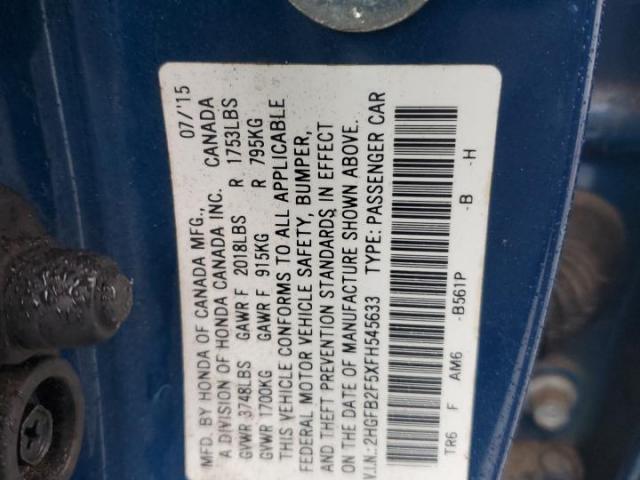 MFD. BY HONDA OF CANADA MFG., 07/'15
A DIVISION OF HONDA CANADA INC. CANADA
GVWR 3748LBS GAWR F 2018LBS R 1753LBS
GVWR 1700KG GAWR F 915KG R 795KG
THIS VEHICLE CONFORMS TO ALL APPLICABLE
FEDERAL MOTOR VEHICLE SAFETY, BUMPER,
AND THEFT PREVENTION STANDARDS IN EFFECT
ON THE DATE OF MANUFACTURE SHOWN ABOVE.
V.I.N.: 2HGFB2F5XFH545633 TYPE: PASSENGER CAR
TR6 F AM6 -B561P -B -H